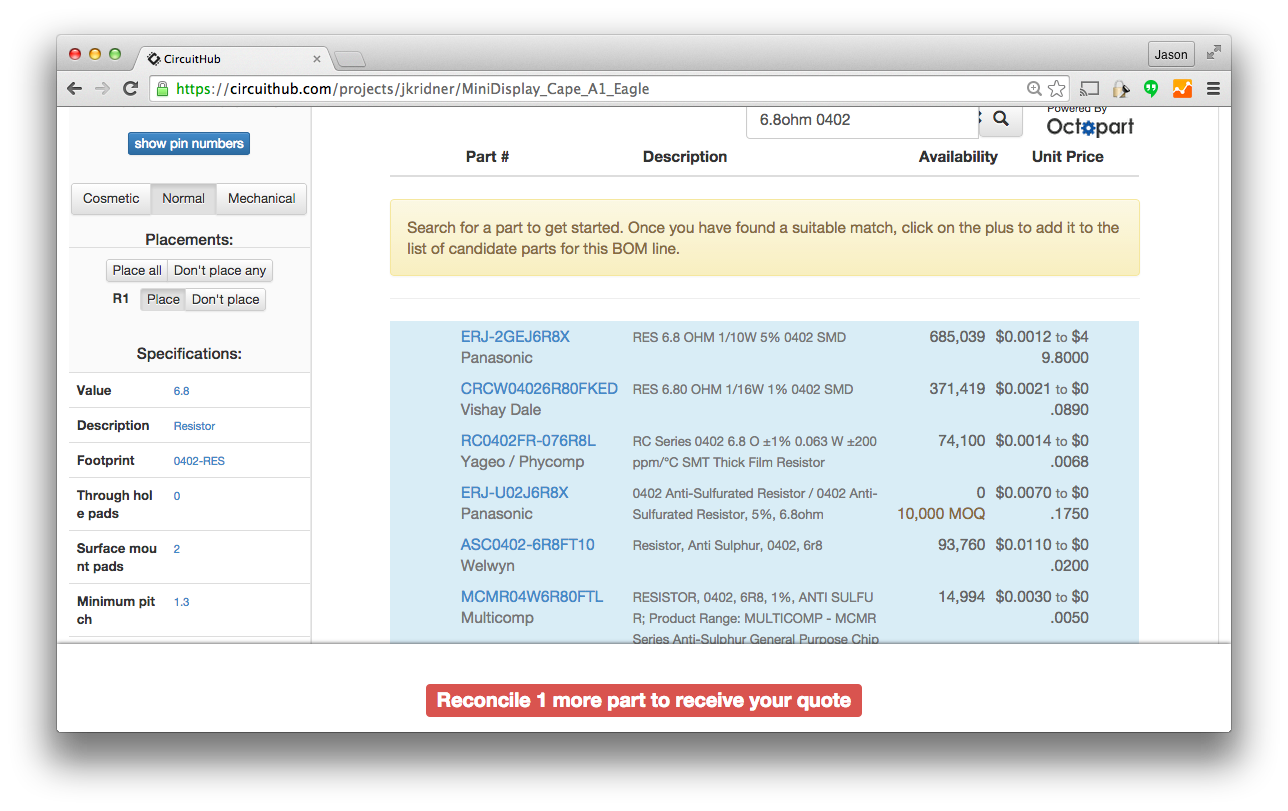 CircuitHub
Jason
https://circuithub.com/projects/jkridner/MiniDisplay_Cape_A1_Eagle
show pin numbers
Cosmetic Normal Mechanical
Placements:
Place all Don't place any
R1 Place Don't place
Specifications:
Value 6.8
Description Resistor
Footprint 0402-RES
Through hol 0
e pads
Surface mou 2
nt pads
Minimum pit 1.3
ch
6.8ohm 0402
Powered By
Octopart
Part # Description Availability Unit Price
Search for a part to get started. Once you have found a suitable match, click on the plus to add it to the
list of candidate parts for this BOM line.
ERJ-2GEJ6R8X RES 6.8 OHM 1/10W 5% 0402 SMD 685,039 $0.0012 to $4
Panasonic 9.8000
CRCW04026R80FKED RES 6.80 OHM 1/16W 1% 0402 SMD 371,419 $0.0021 to $0
Vishay Dale .0890
RC0402FR-076R8L RC Series 0402 6.8 O ±1% 0.063 W ±200 74,100 $0.0014 to $0
Yageo / Phycomp ppm/°C SMT Thick Film Resistor .0068
ERJ-U02J6R8X 0402 Anti-Sulfurated Resistor / 0402 Anti- 0 $0.0070 to $0
Panasonic Sulfurated Resistor, 5%, 6.8ohm 10,000 MOQ .1750
ASC0402-6R8FT10 Resistor, Anti Sulphur, 0402, 6r8 93,760 $0.0110 to $0
Welwyn .0200
MCMR04W6R80FTL RESISTOR, 0402, 6R8, 1%, ANTI SULFU 14,994 $0.0030 to $0
Multicomp R; Product Range: MULTICOMP - MCMR .0050
Series Anti-Sulphur General Purpose Chip
Reconcile 1 more part to receive your quote